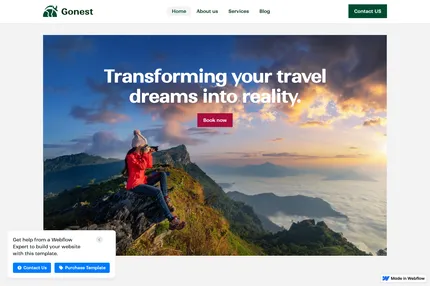 Gonest
Home
About us
Services
Blog
Contact US
Transforming your travel
dreams into reality.
Book now
Get help from a Webflow
Expert to build your website
with this template.
Contact Us
Purchase Template
Made in Webflow